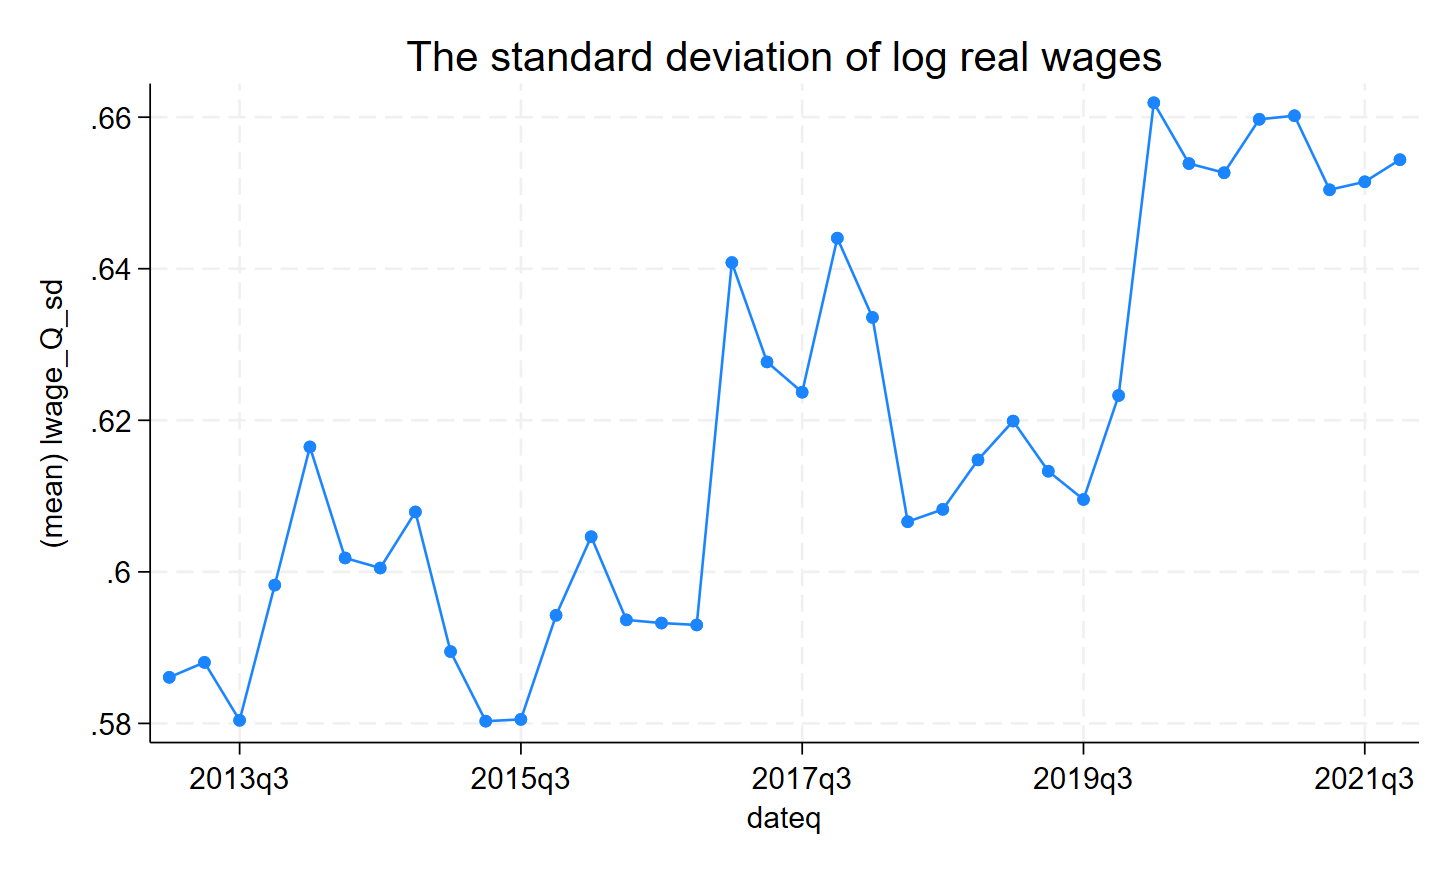 The standard deviation of log real wages
(mean) lwage_Q_sd
.66
.64
.62
.6
.58
2013q3
2015q3
2017q3
2019q3
2021q3
dateq